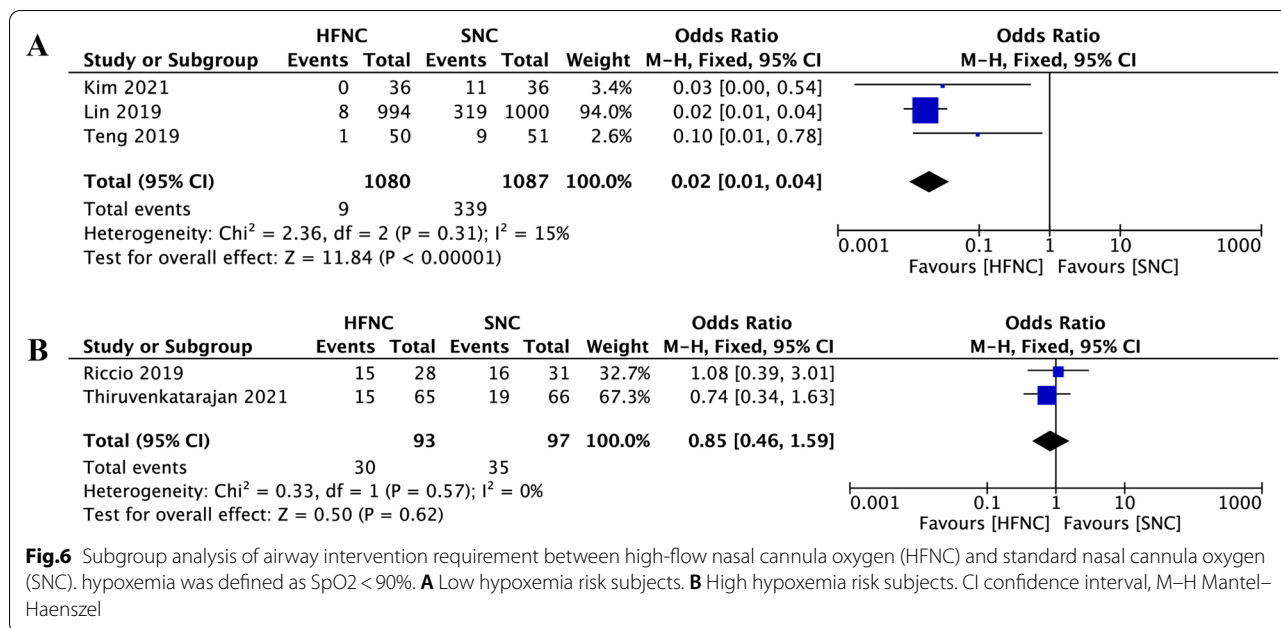 A
HFNC SNC Odds Ratio Odds Ratio
Study or Subgroup Events Total Events Total Weight M-H, Fixed, 95% CI M-H, Fixed, 95% CI
Kim 2021 0 36 11 36 3.4% 0.03 [0.00, 0.54]
Lin 2019 8 994 319 1000 94.0% 0.02 [0.01, 0.04]
Teng 2019 1 50 9 51 2.6% 0.10 [0.01, 0.78]
Total (95% CI) 1080 1087 100.0% 0.02 [0.01, 0.04]
Total events 9 339
Heterogeneity: Chi² = 2.36, df = 2 (P = 0.31); I² = 15%
Test for overall effect: Z = 11.84 (P < 0.00001)
0.001 0.1 1 10 1000
Favours [HFNC] Favours [SNC]
B
HFNC SNC Odds Ratio Odds Ratio
Study or Subgroup Events Total Events Total Weight M-H, Fixed, 95% CI M-H, Fixed, 95% CI
Riccio 2019 15 28 16 31 32.7% 1.08 [0.39, 3.01]
Thiruvenkatarajan 2021 15 65 19 66 67.3% 0.74 [0.34, 1.63]
Total (95% CI) 93 97 100.0% 0.85 [0.46, 1.59]
Total events 30 35
Heterogeneity: Chi² = 0.33, df = 1 (P = 0.57); I² = 0%
Test for overall effect: Z = 0.50 (P = 0.62)
0.001 0.1 1 10 1000
Favours [HFNC] Favours [SNC]
Fig.6 Subgroup analysis of airway intervention requirement between high-flow nasal cannula oxygen (HFNC) and standard nasal cannula oxygen
(SNC). hypoxemia was defined as SpO2 < 90%. A Low hypoxemia risk subjects. B High hypoxemia risk subjects. CI confidence interval, M–H Mantel–
Haenszel